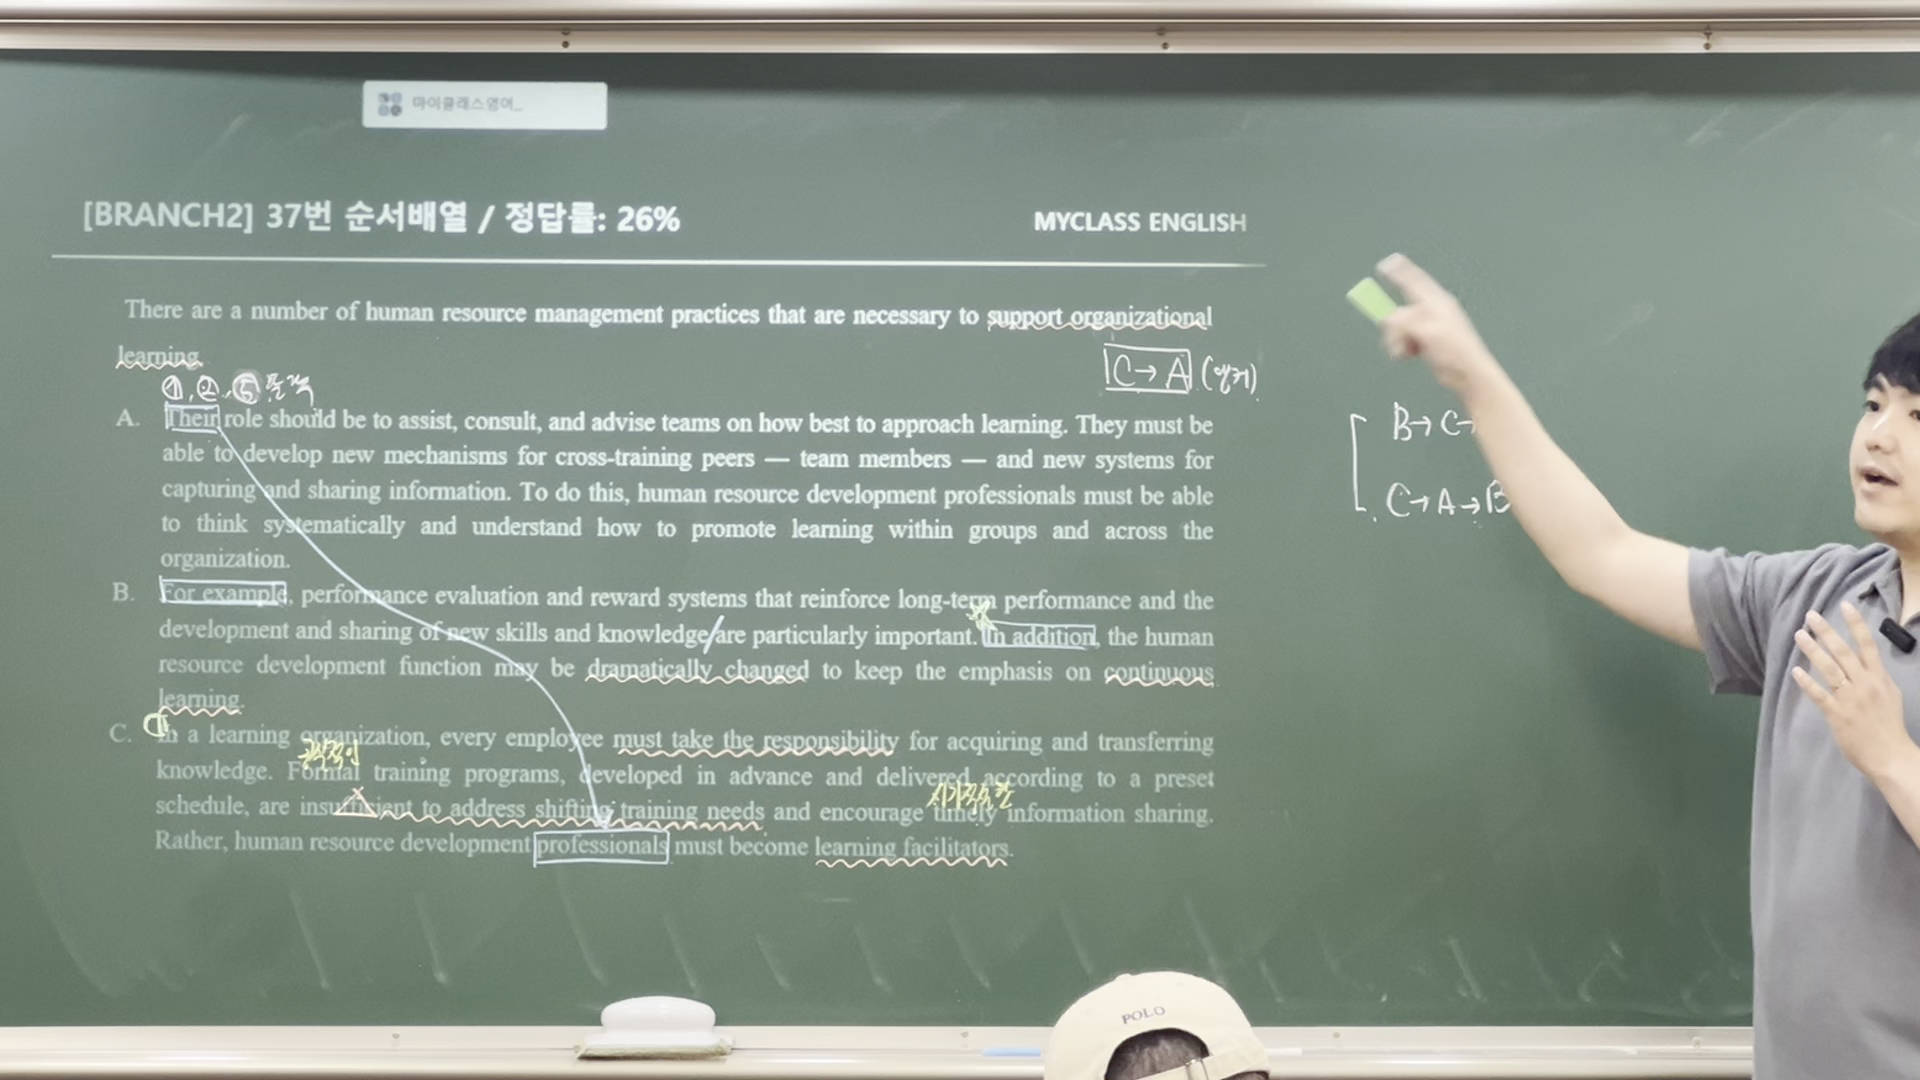 마이클래스영어_
[BRANCH2] 37번 순서배열 / 정답률: 26%
MYCLASS ENGLISH
There are a number of human resource management practices that are necessary to support organizational
learning.
C→A
①, ②, ⑤
A. Their role should be to assist, consult, and advise teams on how best to approach learning. They must be
able to develop new mechanisms for cross-training peers — team members — and new systems for
capturing and sharing information. To do this, human resource development professionals must be able
to think systematically and understand how to promote learning within groups and across the
organization.
B. For example, performance evaluation and reward systems that reinforce long-term performance and the
development and sharing of new skills and knowledge/are particularly important. In addition, the human
resource development function may be dramatically changed to keep the emphasis on continuous
learning.
C. In a learning organization, every employee must take the responsibility for acquiring and transferring
knowledge. Formal training programs, developed in advance and delivered according to a preset
schedule, are insufficient to address shifting training needs and encourage timely information sharing.
Rather, human resource development professionals must become learning facilitators.
B→C→
C→A→B
POLO